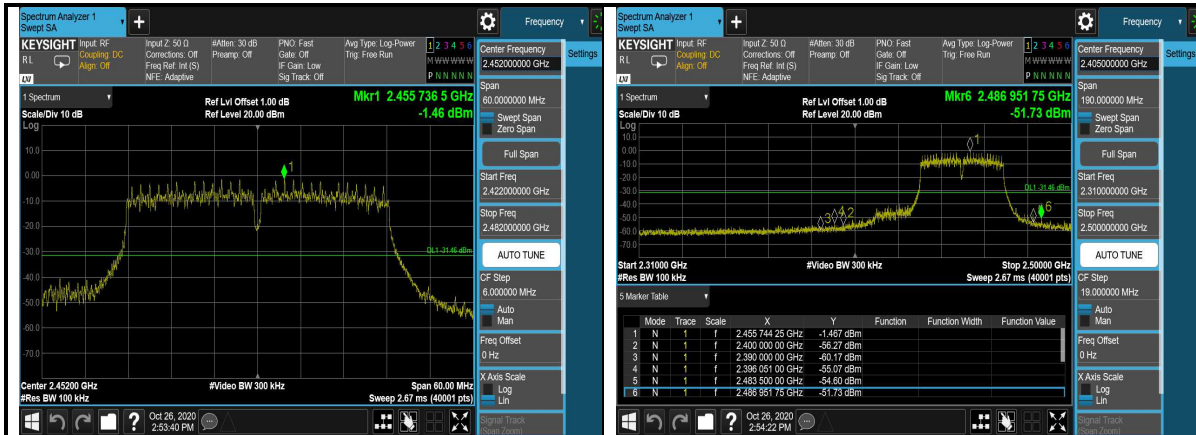 Spectrum Analyzer 1
Swept SA
Frequency
KEYSIGHT
RL
LXI
Input: RF
Coupling: DC
Align: Off
Input Z: 50 Ω
Corrections: Off
Freq Ref: Int (S)
NFE: Adaptive
#Atten: 30 dB
Preamp: Off
PNO: Fast
Gate: Off
IF Gain: Low
Sig Track: Off
Avg Type: Log-Power
Trig: Free Run
1 2 3 4 5 6
M W W W W W
P N N N N N
Center Frequency
2.452000000 GHz
Settings
Span
60.0000000 MHz
Swept Span
Zero Span
Full Span
Start Freq
2.422000000 GHz
Stop Freq
2.482000000 GHz
AUTO TUNE
CF Step
6.000000 MHz
Auto
Man
Freq Offset
0 Hz
X Axis Scale
Log
Lin
Signal Track
(Span Zoom)
1 Spectrum
Scale/Div 10 dB
Ref Lvl Offset 1.00 dB
Ref Level 20.00 dBm
Mkr1 2.455 736 5 GHz
-1.46 dBm
Log
10.0
0.00
-10.0
-20.0
-30.0
-40.0
-50.0
-60.0
-70.0
1
DL1 -31.46 dBm
Center 2.45200 GHz
#Video BW 300 kHz
Span 60.00 MHz
#Res BW 100 kHz
Sweep 2.67 ms (40001 pts)
?
Oct 26, 2020
2:53:40 PM
Spectrum Analyzer 1
Swept SA
Frequency
KEYSIGHT
RL
LXI
Input: RF
Coupling: DC
Align: Off
Input Z: 50 Ω
Corrections: Off
Freq Ref: Int (S)
NFE: Adaptive
#Atten: 30 dB
Preamp: Off
PNO: Fast
Gate: Off
IF Gain: Low
Sig Track: Off
Avg Type: Log-Power
Trig: Free Run
1 2 3 4 5 6
M W W W W W
P N N N N N
Center Frequency
2.405000000 GHz
Settings
Span
190.000000 MHz
Swept Span
Zero Span
Full Span
Start Freq
2.310000000 GHz
Stop Freq
2.500000000 GHz
AUTO TUNE
CF Step
19.000000 MHz
Auto
Man
Freq Offset
0 Hz
X Axis Scale
Log
Lin
Signal Track
(Span Zoom)
1 Spectrum
Scale/Div 10 dB
Ref Lvl Offset 1.00 dB
Ref Level 20.00 dBm
Mkr6 2.486 951 75 GHz
-51.73 dBm
Log
10.0
0.00
-10.0
-20.0
-30.0
-40.0
-50.0
-60.0
-70.0
1
DL1 -31.46 dBm
3 4 2
6
Start 2.31000 GHz
#Video BW 300 kHz
Stop 2.50000 GHz
#Res BW 100 kHz
Sweep 2.67 ms (40001 pts)
5 Marker Table
Mode Trace Scale X Y Function Function Width Function Value
1 N 1 f 2.455 744 25 GHz -1.467 dBm
2 N 1 f 2.400 000 00 GHz -56.27 dBm
3 N 1 f 2.390 000 00 GHz -60.17 dBm
4 N 1 f 2.396 051 00 GHz -55.07 dBm
5 N 1 f 2.483 500 00 GHz -54.60 dBm
6 N 1 f 2.486 951 75 GHz -51.73 dBm
?
Oct 26, 2020
2:54:22 PM